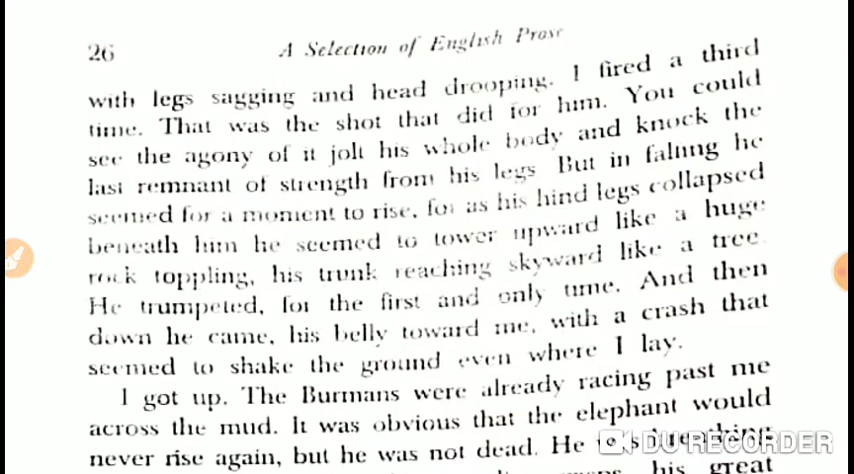 26
A Selection of English Prose
with legs sagging and head drooping. I fired a third
time. That was the shot that did for him. You could
see the agony of it jolt his whole body and knock the
last remnant of strength from his legs But in falling he
seemed for a moment to rise, for as his hind legs collapsed
beneath him he seemed to tower upward like a huge
rock toppling, his trunk reaching skyward like a tree
He trumpeted, for the first and only time. And then
down he came, his belly toward me, with a crash that
seemed to shake the ground even where I lay.
I got up. The Burmans were already racing past me
across the mud. It was obvious that the elephant would
never rise again, but he was not dead. He was breathing
his great
DU RECORDER